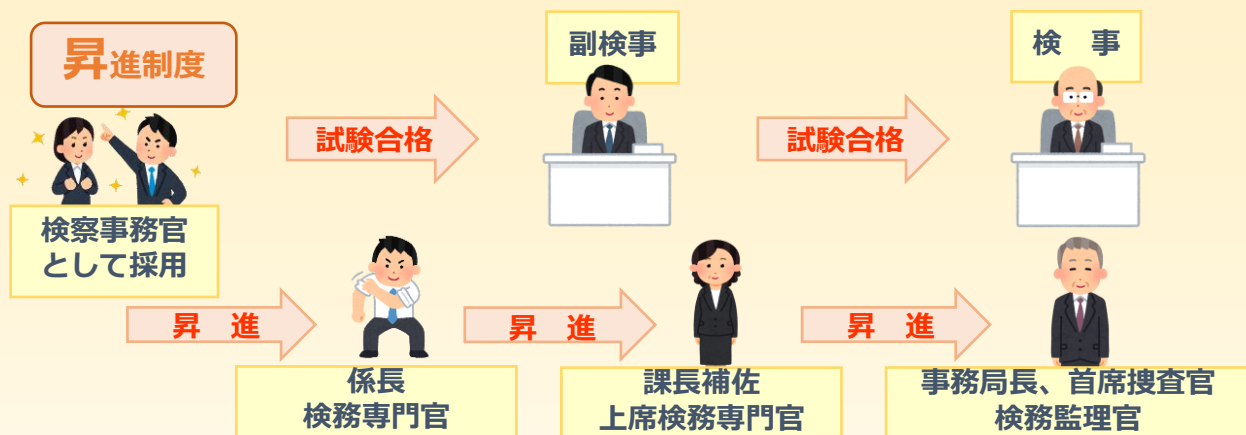 昇進制度
副検事
検　事
試験合格
試験合格
検察事務官
として採用
昇　進
昇　進
昇　進
係長
検務専門官
課長補佐
上席検務専門官
事務局長、首席捜査官
検務監理官